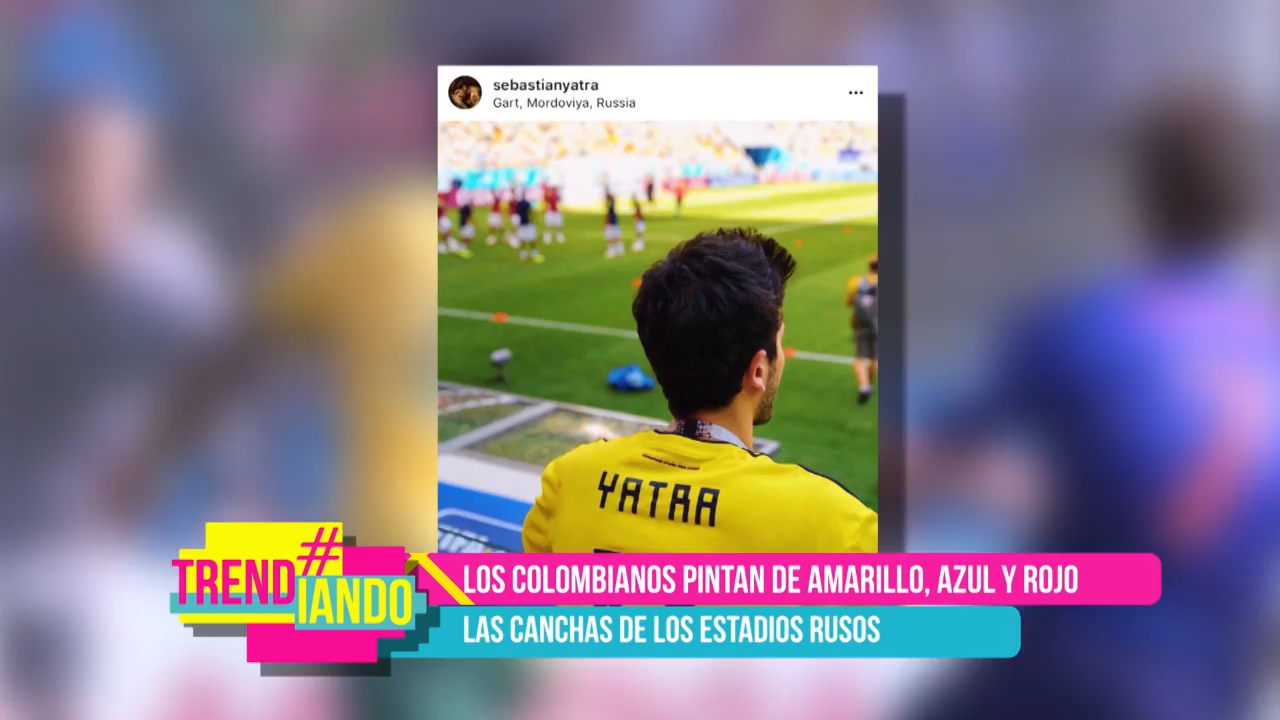 sebastianyatra
Gart, Mordoviya, Russia
YATRA
#
TREND
IANDO
LOS COLOMBIANOS PINTAN DE AMARILLO, AZUL Y ROJO
LAS CANCHAS DE LOS ESTADIOS RUSOS